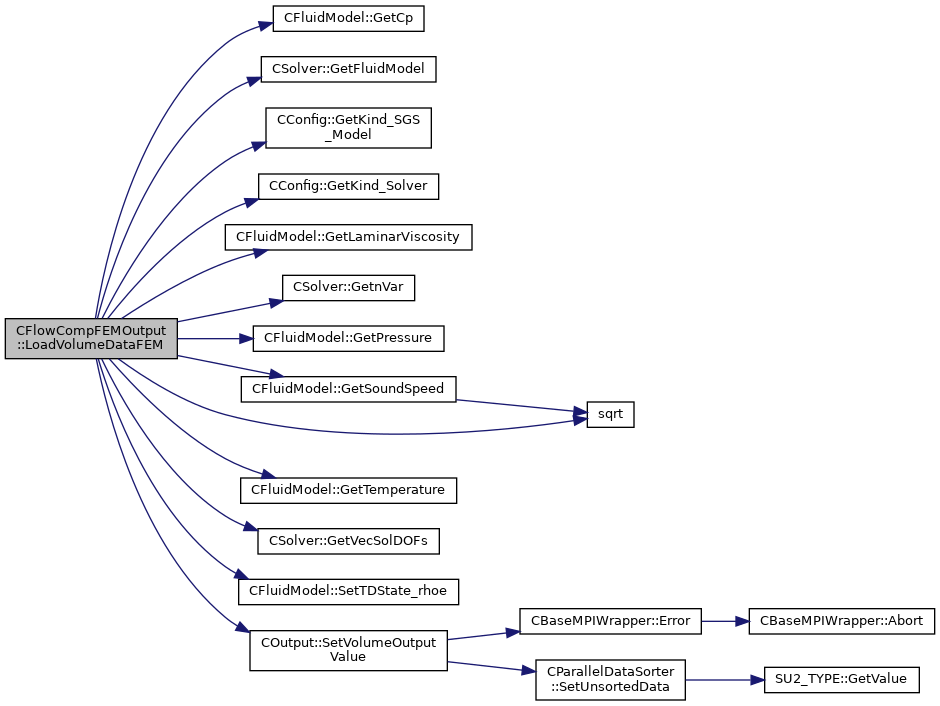 CFluidModel::GetCp
CSolver::GetFluidModel
CConfig::GetKind_SGS
_Model
CConfig::GetKind_Solver
CFluidModel::GetLaminarViscosity
CSolver::GetnVar
CFlowCompFEMOutput
::LoadVolumeDataFEM
CFluidModel::GetPressure
CFluidModel::GetSoundSpeed
sqrt
CFluidModel::GetTemperature
CSolver::GetVecSolDOFs
CFluidModel::SetTDState_rhoe
COutput::SetVolumeOutput
Value
CBaseMPIWrapper::Error
CBaseMPIWrapper::Abort
CParallelDataSorter
::SetUnsortedData
SU2_TYPE::GetValue